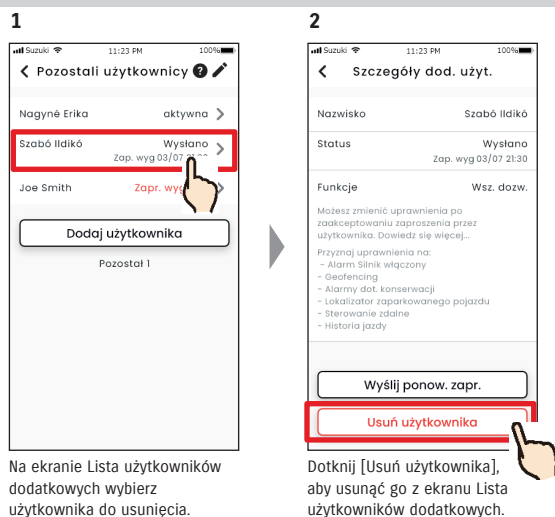 1
Suzuki 11:23 PM 100%
Pozostali użytkownicy ?
Nagyné Erika aktywna
Szabó Ildikó Wysłano
Zap. wyg 03/07
Joe Smith Zapr.
Dodaj użytkownika
Pozostał 1
Na ekranie Lista użytkowników
dodatkowych wybierz
użytkownika do usunięcia.
2
Suzuki 11:23 PM 100%
Szczegóły dod. użyt.
Nazwisko Szabó Ildikó
Status Wysłano
Zap. wyg 03/07 21:30
Funkcje Wsz. dozw.
Możesz zmienić uprawnienia po
zaakceptowaniu zaproszenia przez
użytkownika. Dowiedz się więcej...
Przyznaj uprawnienia na:
- Alarm Silnik włączony
- Geofencing
- Alarmy dot. konserwacji
- Lokalizator zaparkowanego pojazdu
- Sterowanie zdalne
- Historia jazdy
Wyślij ponow. zapr.
Usuń użytkownika
Dotknij [Usuń użytkownika],
aby usunąć go z ekranu Lista
użytkowników dodatkowych.